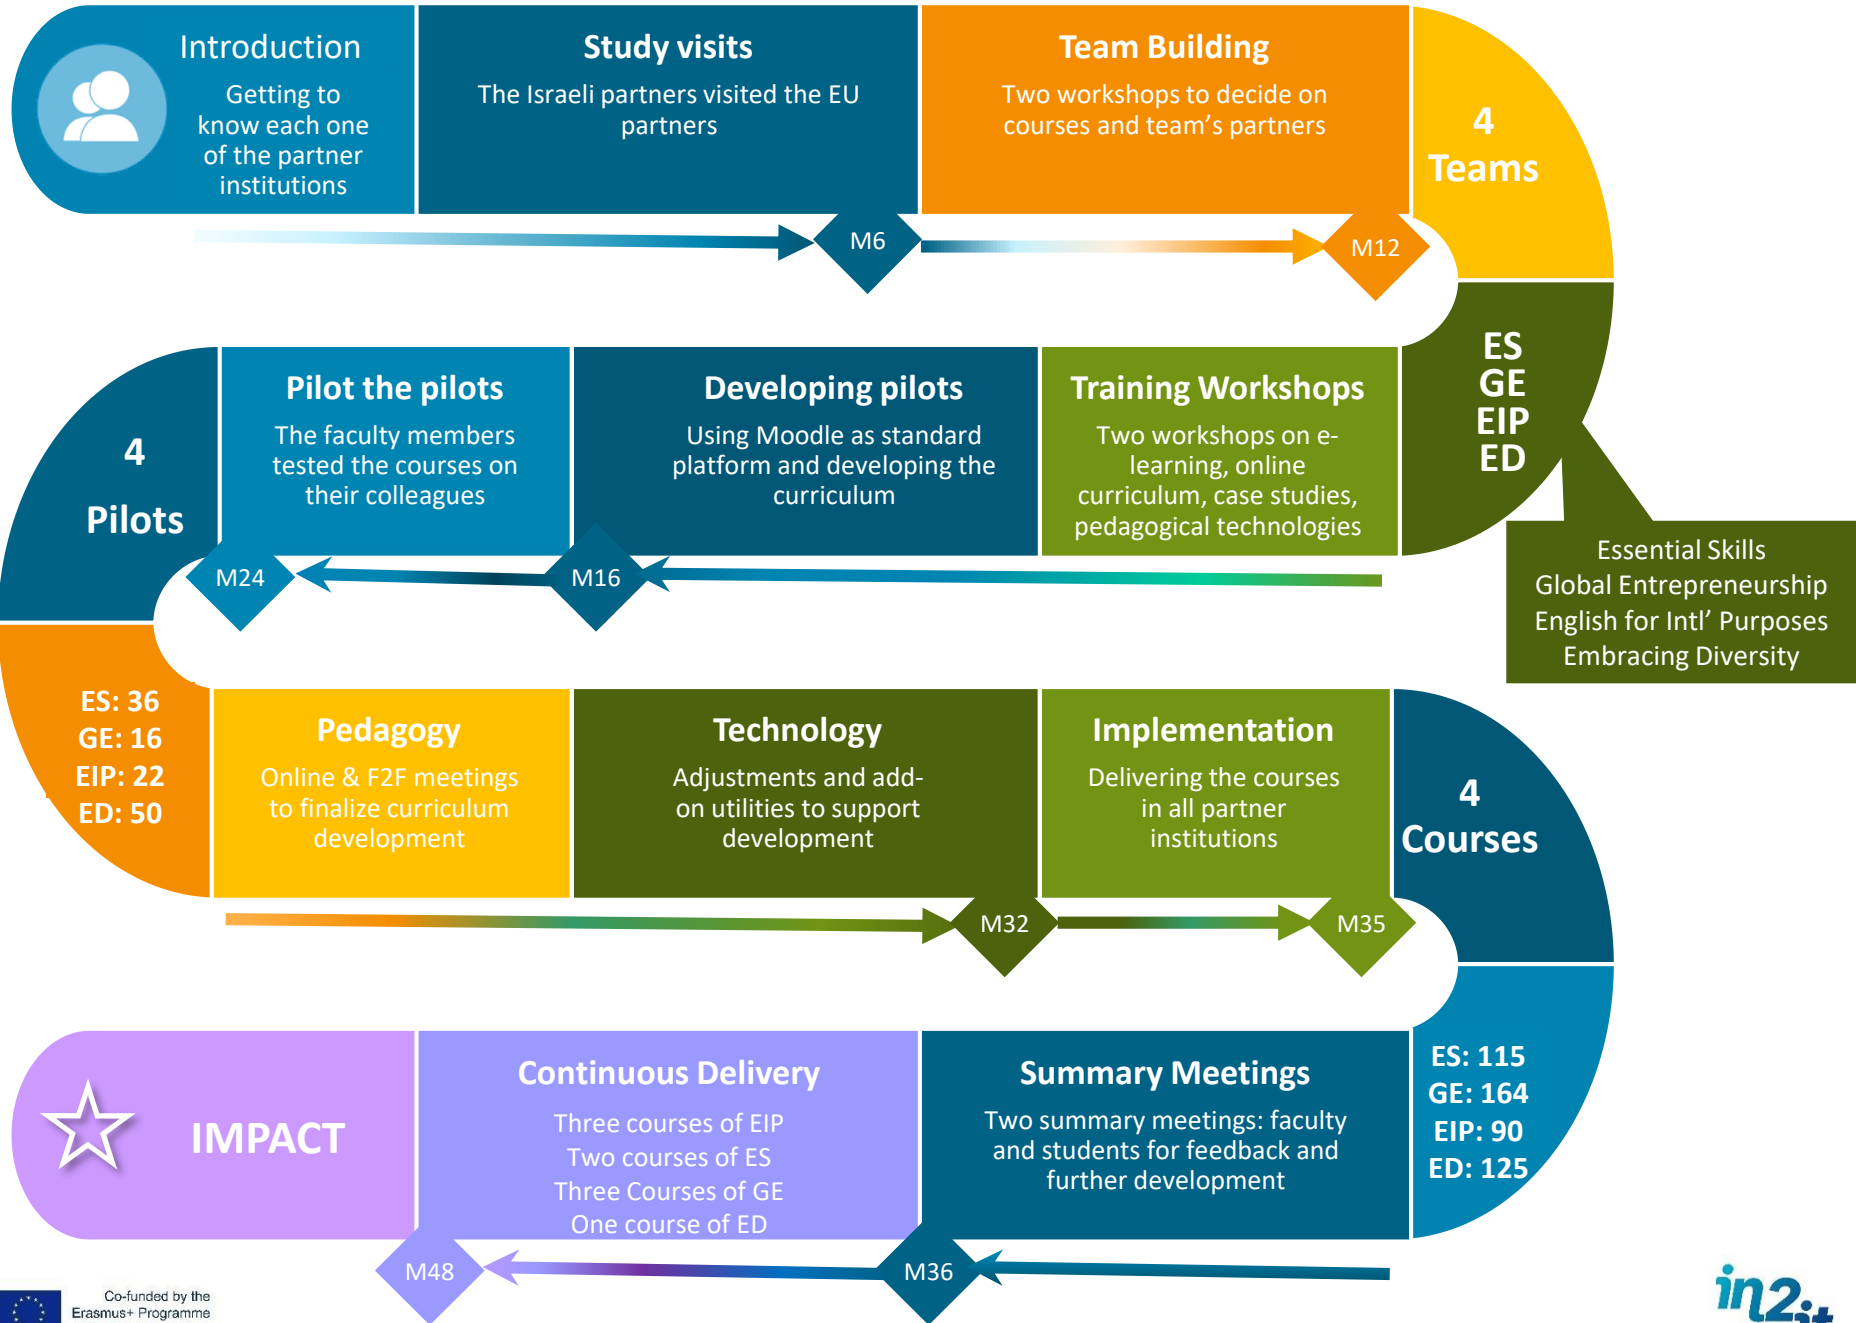 Introduction
Getting to
know each one
of the partner
institutions
Study visits
The Israeli partners visited the EU
partners
Team Building
Two workshops to decide on
courses and team’s partners
4
Teams
M6
M12
ES
GE
EIP
ED
Essential Skills
Global Entrepreneurship
English for Intl’ Purposes
Embracing Diversity
Training Workshops
Two workshops on e-
learning, online
curriculum, case studies,
pedagogical technologies
Developing pilots
Using Moodle as standard
platform and developing the
curriculum
Pilot the pilots
The faculty members
tested the courses on
their colleagues
4
Pilots
M16
M24
ES: 36
GE: 16
EIP: 22
ED: 50
Pedagogy
Online & F2F meetings
to finalize curriculum
development
Technology
Adjustments and add-
on utilities to support
development
Implementation
Delivering the courses
in all partner
institutions
4
Courses
M32
M35
ES: 115
GE: 164
EIP: 90
ED: 125
Summary Meetings
Two summary meetings: faculty
and students for feedback and
further development
Continuous Delivery
Three courses of EIP
Two courses of ES
Three Courses of GE
One course of ED
IMPACT
M36
M48
Co-funded by the
Erasmus+ Programme
in2it